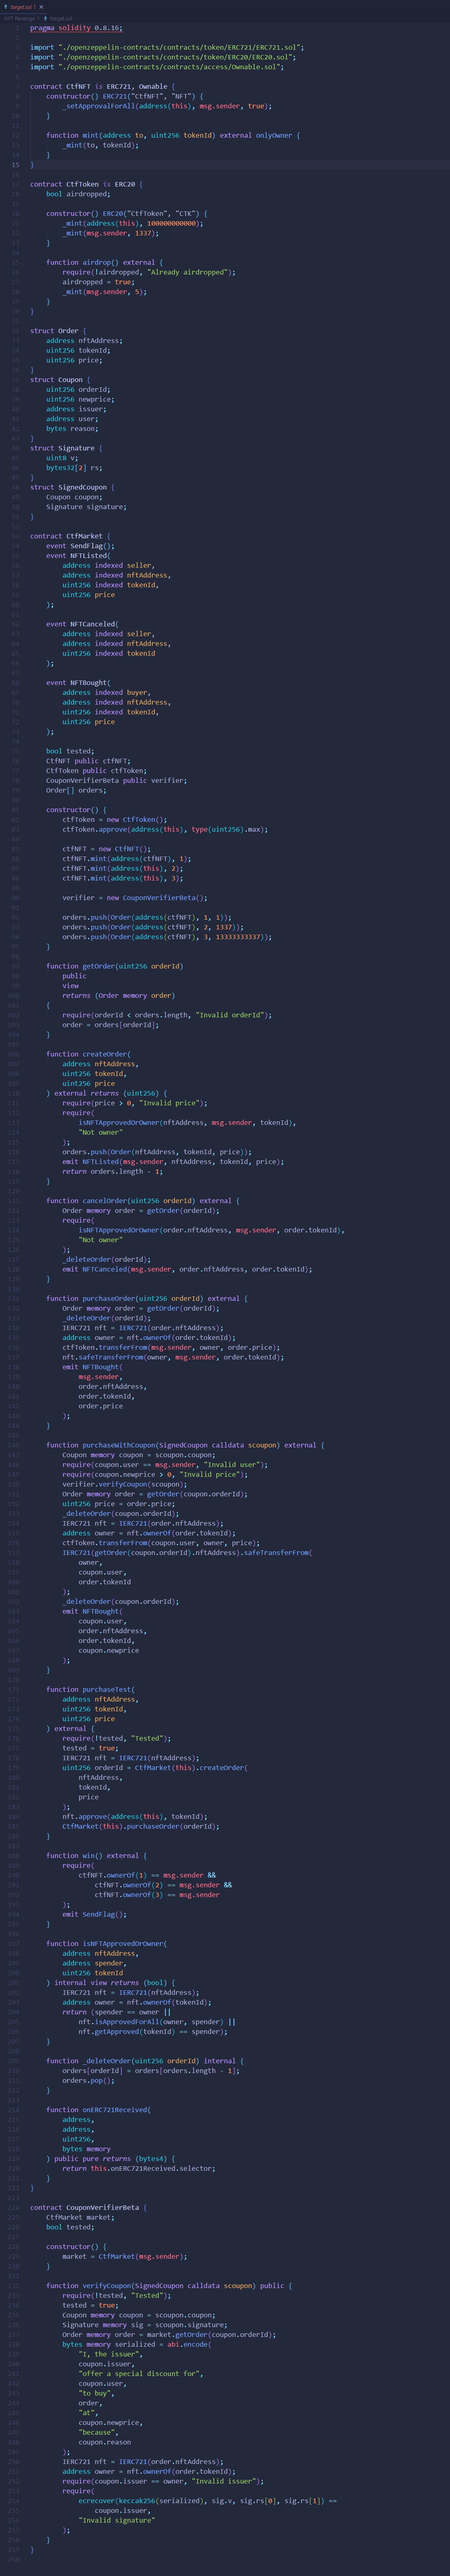 target.sol 1 ×
NFT Revenge > target.sol
pragma solidity 0.8.16;
import "./openzeppelin-contracts/contracts/token/ERC721/ERC721.sol";
import "./openzeppelin-contracts/contracts/token/ERC20/ERC20.sol";
import "./openzeppelin-contracts/contracts/access/Ownable.sol";
contract CtfNFT is ERC721, Ownable {
constructor() ERC721("CtfNFT", "NFT") {
_setApprovalForAll(address(this), msg.sender, true);
}
function mint(address to, uint256 tokenId) external onlyOwner {
_mint(to, tokenId);
}
}
contract CtfToken is ERC20 {
bool airdropped;
constructor() ERC20("CtfToken", "CTK") {
_mint(address(this), 100000000000);
_mint(msg.sender, 1337);
}
function airdrop() external {
require(!airdropped, "Already airdropped");
airdropped = true;
_mint(msg.sender, 5);
}
}
struct Order {
address nftAddress;
uint256 tokenId;
uint256 price;
}
struct Coupon {
uint256 orderId;
uint256 newprice;
address issuer;
address user;
bytes reason;
}
struct Signature {
uint8 v;
bytes32[2] rs;
}
struct SignedCoupon {
Coupon coupon;
Signature signature;
}
contract CtfMarket {
event SendFlag();
event NFTListed(
address indexed seller,
address indexed nftAddress,
uint256 indexed tokenId,
uint256 price
);
event NFTCanceled(
address indexed seller,
address indexed nftAddress,
uint256 indexed tokenId
);
event NFTBought(
address indexed buyer,
address indexed nftAddress,
uint256 indexed tokenId,
uint256 price
);
bool tested;
CtfNFT public ctfNFT;
CtfToken public ctfToken;
CouponVerifierBeta public verifier;
Order[] orders;
constructor() {
ctfToken = new CtfToken();
ctfToken.approve(address(this), type(uint256).max);
ctfNFT = new CtfNFT();
ctfNFT.mint(address(ctfNFT), 1);
ctfNFT.mint(address(this), 2);
ctfNFT.mint(address(this), 3);
verifier = new CouponVerifierBeta();
orders.push(Order(address(ctfNFT), 1, 1));
orders.push(Order(address(ctfNFT), 2, 1337));
orders.push(Order(address(ctfNFT), 3, 13333333337));
}
function getOrder(uint256 orderId)
public
view
returns (Order memory order)
{
require(orderId < orders.length, "Invalid orderId");
order = orders[orderId];
}
function createOrder(
address nftAddress,
uint256 tokenId,
uint256 price
) external returns (uint256) {
require(price > 0, "Invalid price");
require(
isNFTApprovedOrOwner(nftAddress, msg.sender, tokenId),
"Not owner"
);
orders.push(Order(nftAddress, tokenId, price));
emit NFTListed(msg.sender, nftAddress, tokenId, price);
return orders.length - 1;
}
function cancelOrder(uint256 orderId) external {
Order memory order = getOrder(orderId);
require(
isNFTApprovedOrOwner(order.nftAddress, msg.sender, order.tokenId),
"Not owner"
);
_deleteOrder(orderId);
emit NFTCanceled(msg.sender, order.nftAddress, order.tokenId);
}
function purchaseOrder(uint256 orderId) external {
Order memory order = getOrder(orderId);
_deleteOrder(orderId);
IERC721 nft = IERC721(order.nftAddress);
address owner = nft.ownerOf(order.tokenId);
ctfToken.transferFrom(msg.sender, owner, order.price);
nft.safeTransferFrom(owner, msg.sender, order.tokenId);
emit NFTBought(
msg.sender,
order.nftAddress,
order.tokenId,
order.price
);
}
function purchaseWithCoupon(SignedCoupon calldata scoupon) external {
Coupon memory coupon = scoupon.coupon;
require(coupon.user == msg.sender, "Invalid user");
require(coupon.newprice > 0, "Invalid price");
verifier.verifyCoupon(scoupon);
Order memory order = getOrder(coupon.orderId);
uint256 price = order.price;
_deleteOrder(coupon.orderId);
IERC721 nft = IERC721(order.nftAddress);
address owner = nft.ownerOf(order.tokenId);
ctfToken.transferFrom(coupon.user, owner, price);
IERC721(getOrder(coupon.orderId).nftAddress).safeTransferFrom(
owner,
coupon.user,
order.tokenId
);
_deleteOrder(coupon.orderId);
emit NFTBought(
coupon.user,
order.nftAddress,
order.tokenId,
coupon.newprice
);
}
function purchaseTest(
address nftAddress,
uint256 tokenId,
uint256 price
) external {
require(!tested, "Tested");
tested = true;
IERC721 nft = IERC721(nftAddress);
uint256 orderId = CtfMarket(this).createOrder(
nftAddress,
tokenId,
price
);
nft.approve(address(this), tokenId);
CtfMarket(this).purchaseOrder(orderId);
}
function win() external {
require(
ctfNFT.ownerOf(1) == msg.sender &&
ctfNFT.ownerOf(2) == msg.sender &&
ctfNFT.ownerOf(3) == msg.sender
);
emit SendFlag();
}
function isNFTApprovedOrOwner(
address nftAddress,
address spender,
uint256 tokenId
) internal view returns (bool) {
IERC721 nft = IERC721(nftAddress);
address owner = nft.ownerOf(tokenId);
return (spender == owner ||
nft.isApprovedForAll(owner, spender) ||
nft.getApproved(tokenId) == spender);
}
function _deleteOrder(uint256 orderId) internal {
orders[orderId] = orders[orders.length - 1];
orders.pop();
}
function onERC721Received(
address,
address,
uint256,
bytes memory
) public pure returns (bytes4) {
return this.onERC721Received.selector;
}
}
contract CouponVerifierBeta {
CtfMarket market;
bool tested;
constructor() {
market = CtfMarket(msg.sender);
}
function verifyCoupon(SignedCoupon calldata scoupon) public {
require(!tested, "Tested");
tested = true;
Coupon memory coupon = scoupon.coupon;
Signature memory sig = scoupon.signature;
Order memory order = market.getOrder(coupon.orderId);
bytes memory serialized = abi.encode(
"I, the issuer",
coupon.issuer,
"offer a special discount for",
coupon.user,
"to buy",
order,
"at",
coupon.newprice,
"because",
coupon.reason
);
IERC721 nft = IERC721(order.nftAddress);
address owner = nft.ownerOf(order.tokenId);
require(coupon.issuer == owner, "Invalid issuer");
require(
ecrecover(keccak256(serialized), sig.v, sig.rs[0], sig.rs[1]) ==
coupon.issuer,
"Invalid signature"
);
}
}